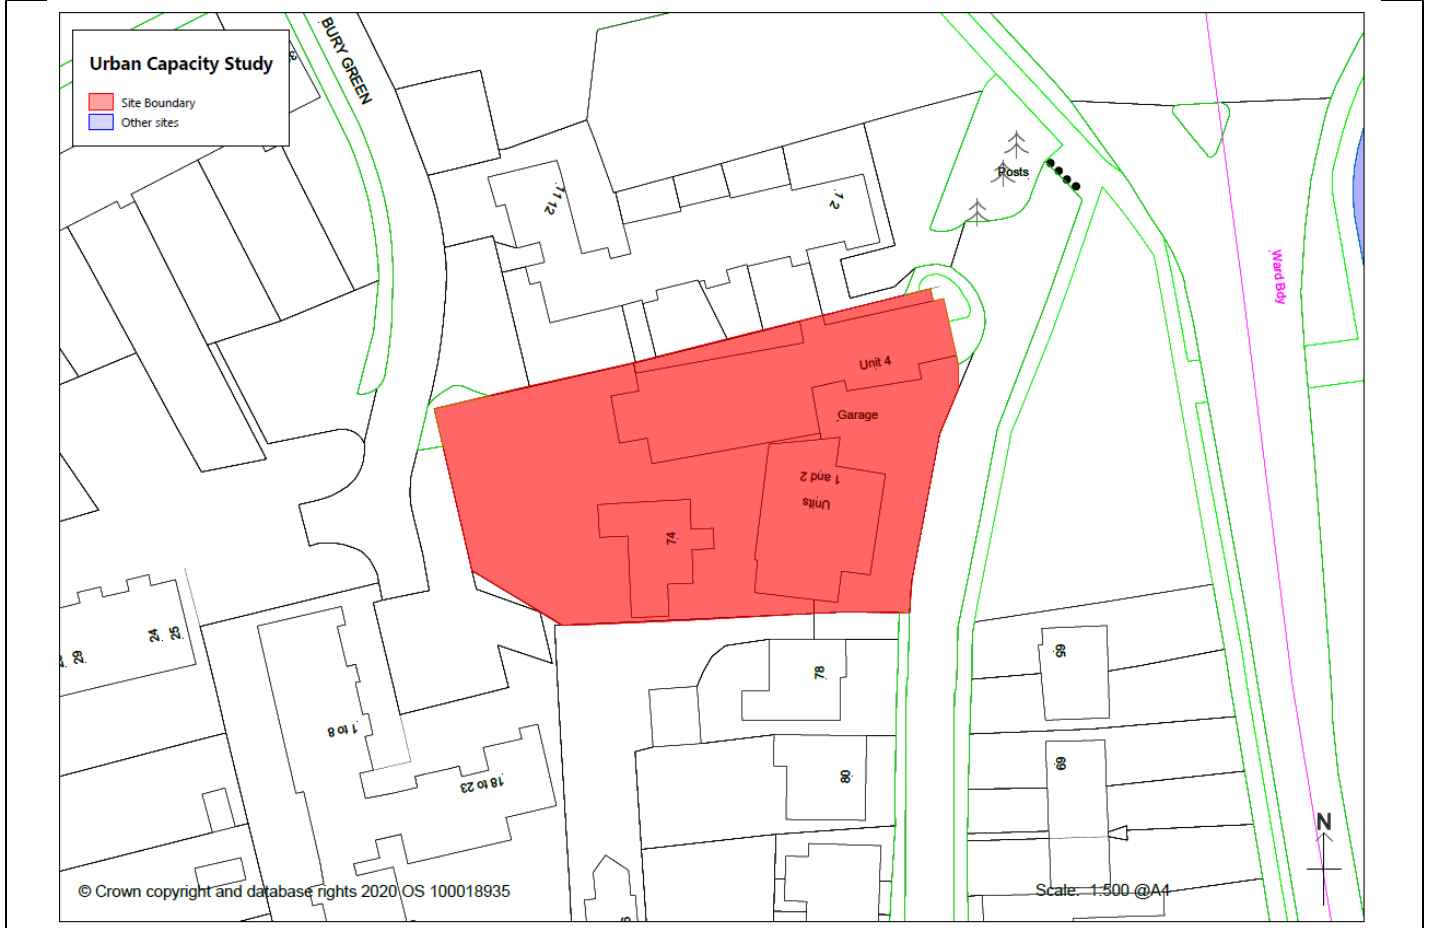 Urban Capacity Study
Site Boundary
Other sites
BURY GREEN
3
11 12
1 2
Posts
Ward Bdy
Unit 4
Garage
Units
1 and 2
74
24
25
29
1 to 8
18 to 23
78
80
65
69
N
© Crown copyright and database rights 2020 OS 100018935
Scale: 1:500 @A4